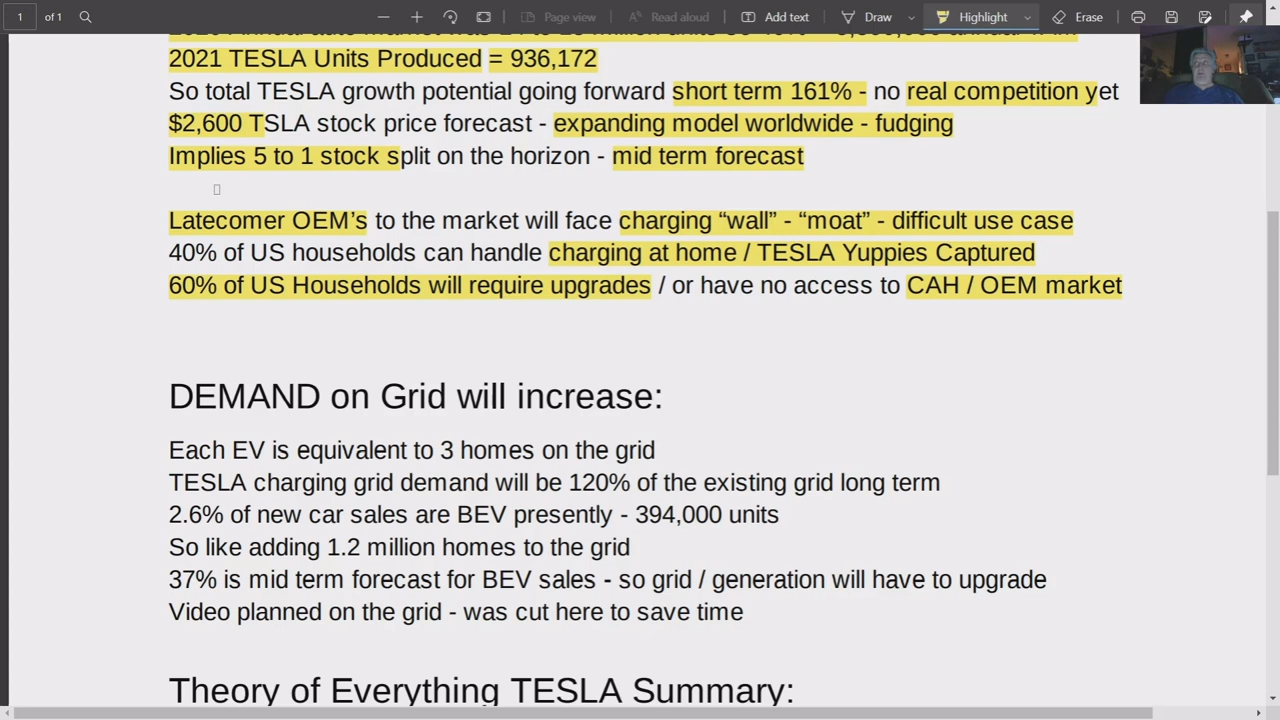 1 of 1 Page view Read aloud Add text Draw Highlight Erase
2021 TESLA Units Produced = 936,172
So total TESLA growth potential going forward short term 161% - no real competition yet
$2,600 TSLA stock price forecast - expanding model worldwide - fudging
Implies 5 to 1 stock split on the horizon - mid term forecast
Latecomer OEM’s to the market will face charging “wall” - “moat” - difficult use case
40% of US households can handle charging at home / TESLA Yuppies Captured
60% of US Households will require upgrades / or have no access to CAH / OEM market
DEMAND on Grid will increase:
Each EV is equivalent to 3 homes on the grid
TESLA charging grid demand will be 120% of the existing grid long term
2.6% of new car sales are BEV presently - 394,000 units
So like adding 1.2 million homes to the grid
37% is mid term forecast for BEV sales - so grid / generation will have to upgrade
Video planned on the grid - was cut here to save time
Theory of Everything TESLA Summary: